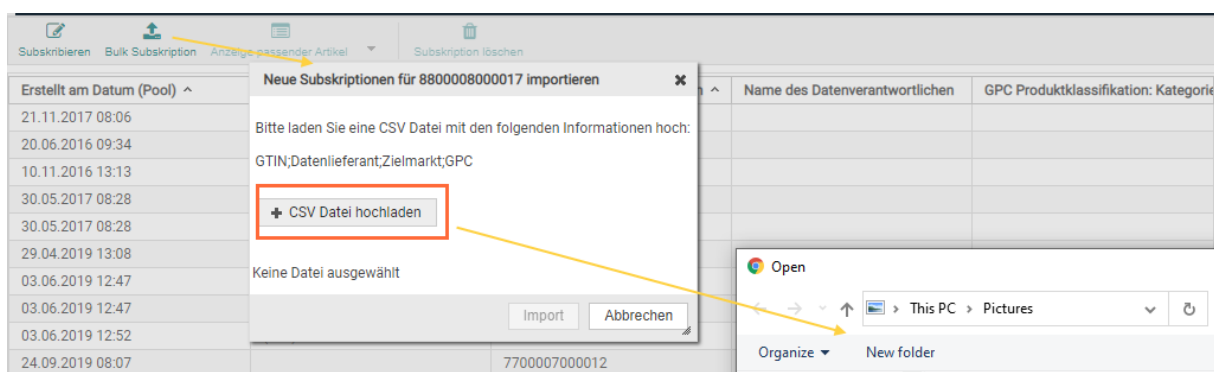 Subskribieren Bulk Subskription Anzeige passender Artikel Subskription löschen
Neue Subskriptionen für 8800008000017 importieren
Erstellt am Datum (Pool) Name des Datenverantwortlichen GPC Produktklassifikation: Kategorie
21.11.2017 08:06
Bitte laden Sie eine CSV Datei mit den folgenden Informationen hoch:
20.06.2016 09:34
GTIN;Datenlieferant;Zielmarkt;GPC
10.11.2016 13:13
30.05.2017 08:28
+ CSV Datei hochladen
30.05.2017 08:28
29.04.2019 13:08
Open
Keine Datei ausgewählt
03.06.2019 12:47
03.06.2019 12:47
Import Abbrechen
This PC > Pictures
03.06.2019 12:52
Organize New folder
24.09.2019 08:07 7700007000012